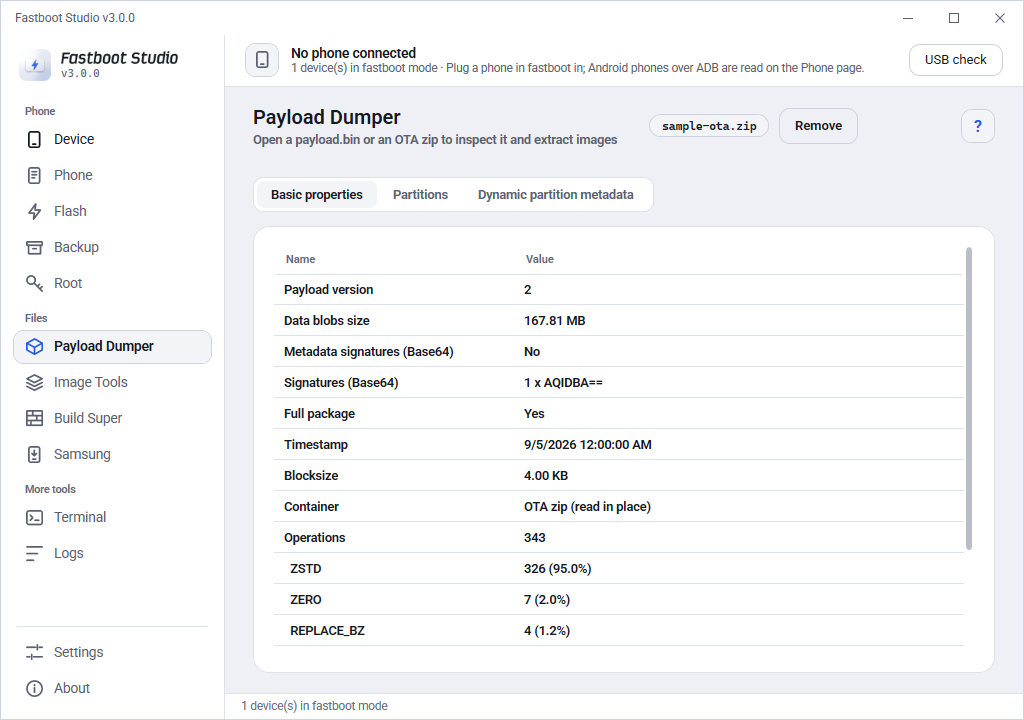 Fastboot Studio v3.0.0
Fastboot Studio
v3.0.0
Phone
Device
Phone
Flash
Backup
Root
Files
Payload Dumper
Image Tools
Build Super
Samsung
More tools
Terminal
Logs
Settings
About
No phone connected
1 device(s) in fastboot mode · Plug a phone in fastboot in; Android phones over ADB are read on the Phone page.
USB check
Payload Dumper
Open a payload.bin or an OTA zip to inspect it and extract images
sample-ota.zip
Remove
?
Basic properties Partitions Dynamic partition metadata
Name Value
Payload version 2
Data blobs size 167.81 MB
Metadata signatures (Base64) No
Signatures (Base64) 1 x AQIDBA==
Full package Yes
Timestamp 9/5/2026 12:00:00 AM
Blocksize 4.00 KB
Container OTA zip (read in place)
Operations 343
ZSTD 326 (95.0%)
ZERO 7 (2.0%)
REPLACE_BZ 4 (1.2%)
1 device(s) in fastboot mode